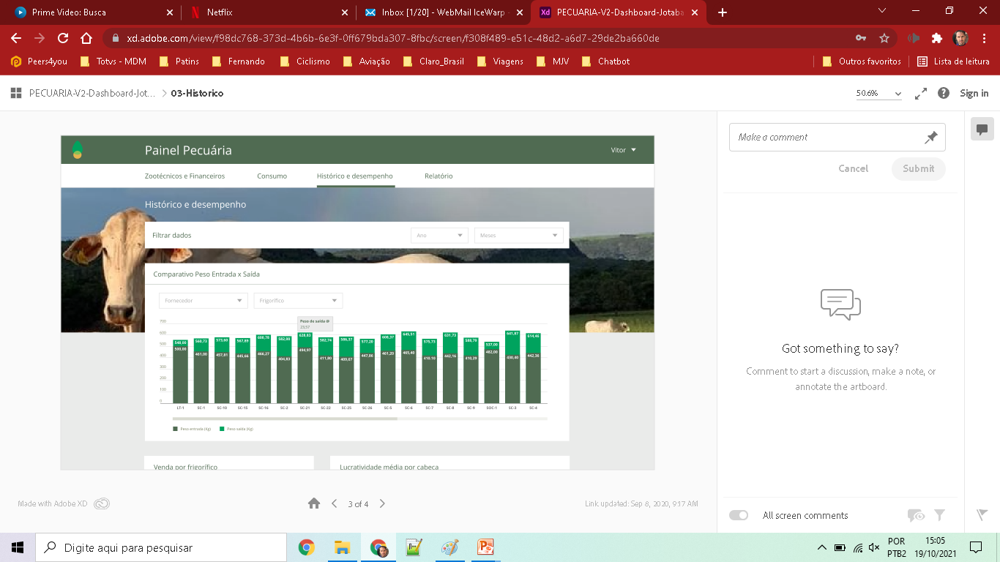 Prime Video: Busca
Netflix
Inbox [1/20] - WebMail IceWarp -
PECUARIA-V2-Dashboard-Jotaba
xd.adobe.com/view/f98dc768-373d-4b6b-6e3f-0ff679bda307-8fbc/screen/f308f489-e51c-48d2-a6d7-29de2ba660de
Peers4you Totvs - MDM Patins Fernando Ciclismo Aviação Claro_Brasil Viagens MJV Chatbot Outros favoritos Lista de leitura
PECUARIA-V2-Dashboard-Jot... 03-Historico 50.6% Sign in
Painel Pecuária Vitor
Zootécnicos e Financeiros Consumo Histórico e desempenho Relatório
Histórico e desempenho
Filtrar dados Ano Meses
Comparativo Peso Entrada x Saída
Fornecedor Frigorífico
Peso de saída @
23,57
700
600
500
400
300
200
100
0
548,00 560,73 573,60 567,89 600,78 582,00 628,83 582,74 586,37 577,20 608,37 645,51 575,73 631,73 588,79 537,00 641,87 614,46
500,00 461,00 457,81 445,66 466,27 404,83 494,97 411,80 409,07 447,86 461,20 465,40 410,10 442,16 410,29 482,00 430,40 442,36
LT-1 SC-1 SC-10 SC-15 SC-16 SC-2 SC-21 SC-22 SC-25 SC-26 SC-5 SC-6 SC-7 SC-8 SC-9 SOC-1 SC-3 SC-4
Peso entrada (Kg) Peso saída (Kg)
Venda por frigorífico Lucratividade média por cabeça
Make a comment
Cancel Submit
Got something to say?
Comment to start a discussion, make a note, or
annotate the artboard.
Made with Adobe XD 3 of 4 Link updated: Sep 8, 2020, 9:17 AM
All screen comments
Digite aqui para pesquisar
POR
PTB2
15:05
19/10/2021